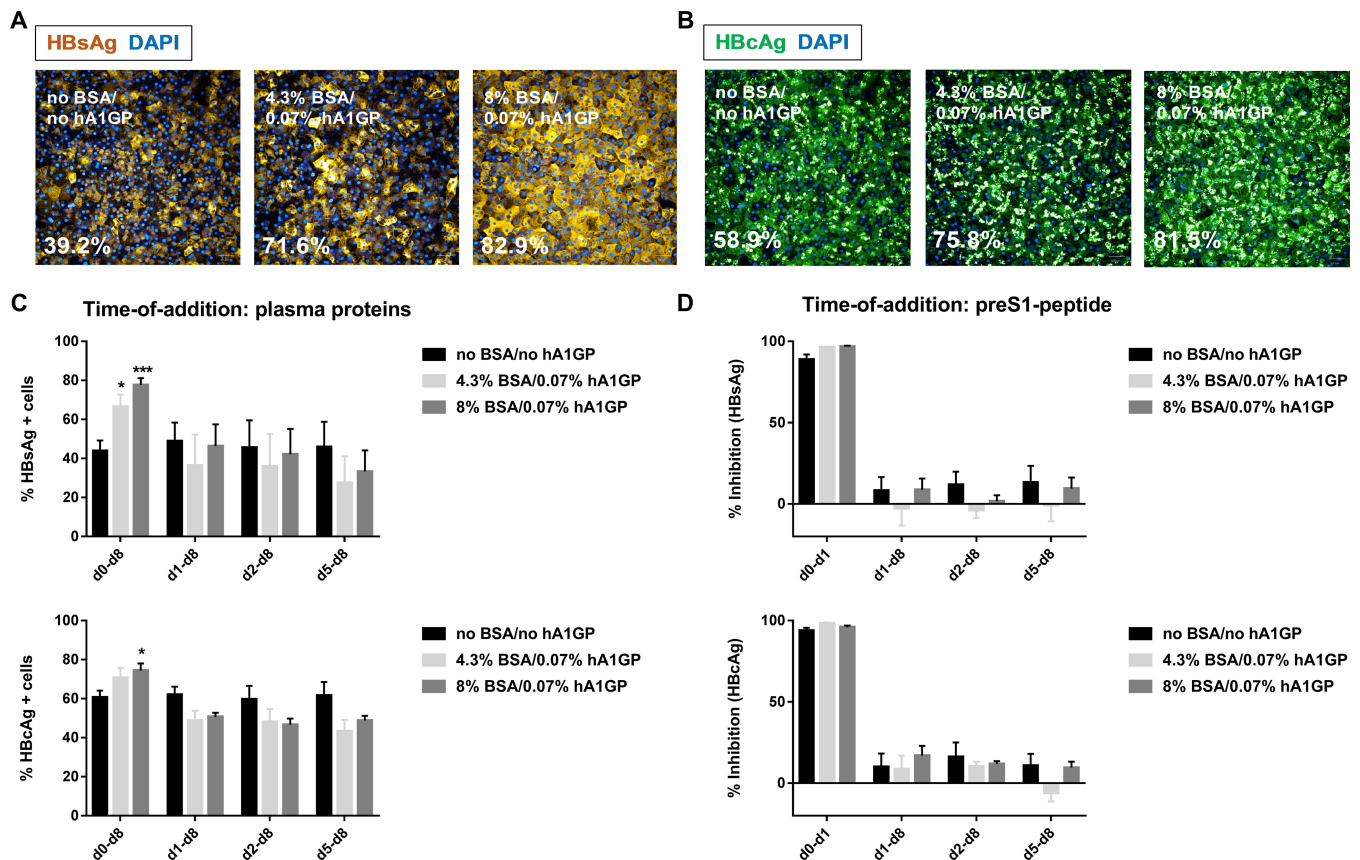 A
HBsAg DAPI
no BSA/
no hA1GP
39.2%
4.3% BSA/
0.07% hA1GP
71.6%
8% BSA/
0.07% hA1GP
82.9%
B
HBcAg DAPI
no BSA/
no hA1GP
58.9%
4.3% BSA/
0.07% hA1GP
75.8%
8% BSA/
0.07% hA1GP
81.5%
C
Time-of-addition: plasma proteins
% HBsAg + cells
100
80
60
40
20
0
*
***
d0-d8
d1-d8
d2-d8
d5-d8
no BSA/no hA1GP
4.3% BSA/0.07% hA1GP
8% BSA/0.07% hA1GP
% HBcAg + cells
100
80
60
40
20
0
*
d0-d8
d1-d8
d2-d8
d5-d8
no BSA/no hA1GP
4.3% BSA/0.07% hA1GP
8% BSA/0.07% hA1GP
D
Time-of-addition: preS1-peptide
% Inhibition (HBsAg)
100
50
0
d0-d1
d1-d8
d2-d8
d5-d8
no BSA/no hA1GP
4.3% BSA/0.07% hA1GP
8% BSA/0.07% hA1GP
% Inhibition (HBcAg)
100
50
0
d0-d1
d1-d8
d2-d8
d5-d8
no BSA/no hA1GP
4.3% BSA/0.07% hA1GP
8% BSA/0.07% hA1GP